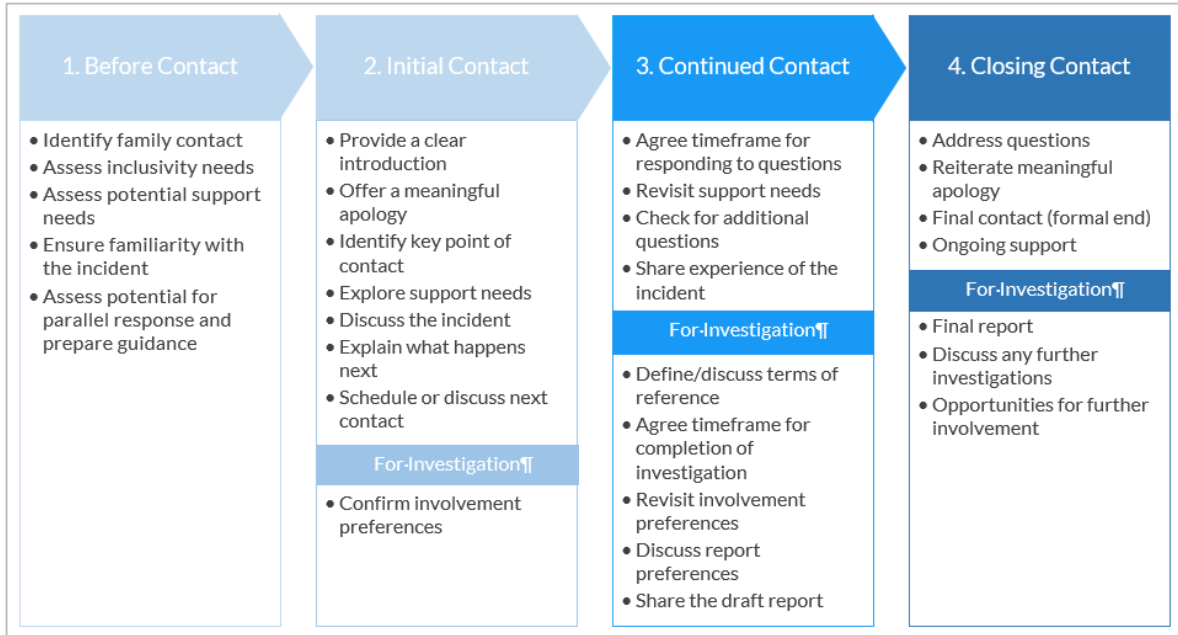 1. Before Contact
• Identify family contact
• Assess inclusivity needs
• Assess potential support
needs
• Ensure familiarity with
the incident
• Assess potential for
parallel response and
prepare guidance
2. Initial Contact
• Provide a clear
introduction
• Offer a meaningful
apology
• Identify key point of
contact
• Explore support needs
• Discuss the incident
• Explain what happens
next
• Schedule or discuss next
contact
For·Investigation¶
• Confirm involvement
preferences
3. Continued Contact
• Agree timeframe for
responding to questions
• Revisit support needs
• Check for additional
questions
• Share experience of the
incident
For·Investigation¶
• Define/discuss terms of
reference
• Agree timeframe for
completion of
investigation
• Revisit involvement
preferences
• Discuss report
preferences
• Share the draft report
4. Closing Contact
• Address questions
• Reiterate meaningful
apology
• Final contact (formal end)
• Ongoing support
For·Investigation¶
• Final report
• Discuss any further
investigations
• Opportunities for further
involvement